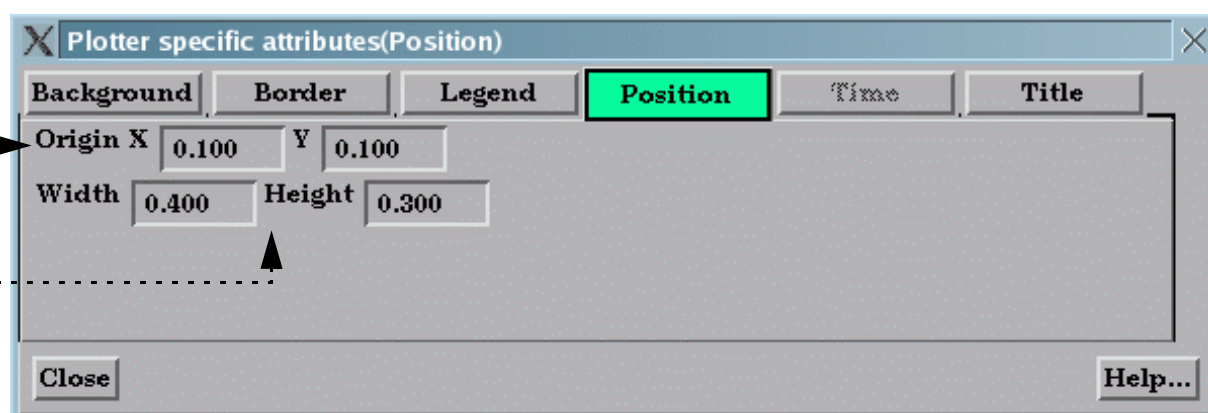 Plotter specific attributes(Position)
Background Border Legend Position Time Title
Origin X 0.100 Y 0.100
Width 0.400 Height 0.300
Close Help...